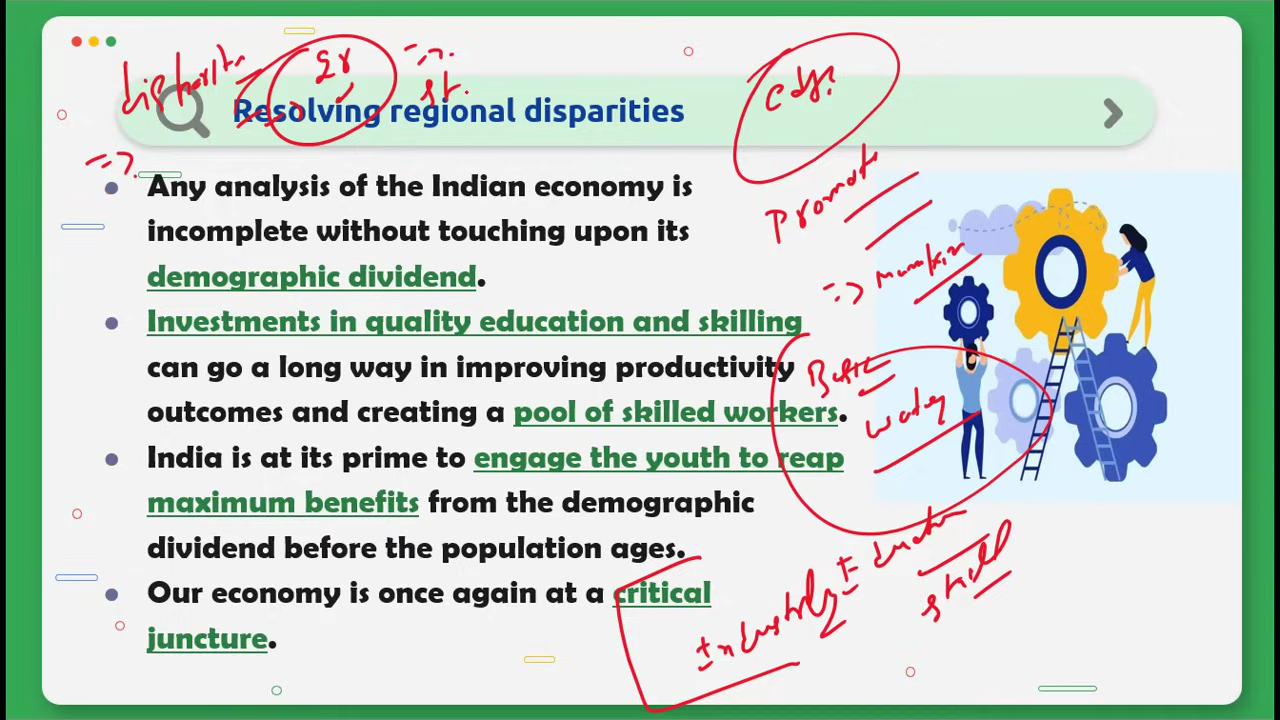 Resolving regional disparities
Any analysis of the Indian economy is
incomplete without touching upon its
demographic dividend.
Investments in quality education and skilling
can go a long way in improving productivity
outcomes and creating a pool of skilled workers.
India is at its prime to engage the youth to reap
maximum benefits from the demographic
dividend before the population ages.
Our economy is once again at a critical
juncture.
Promote
Industry
skill